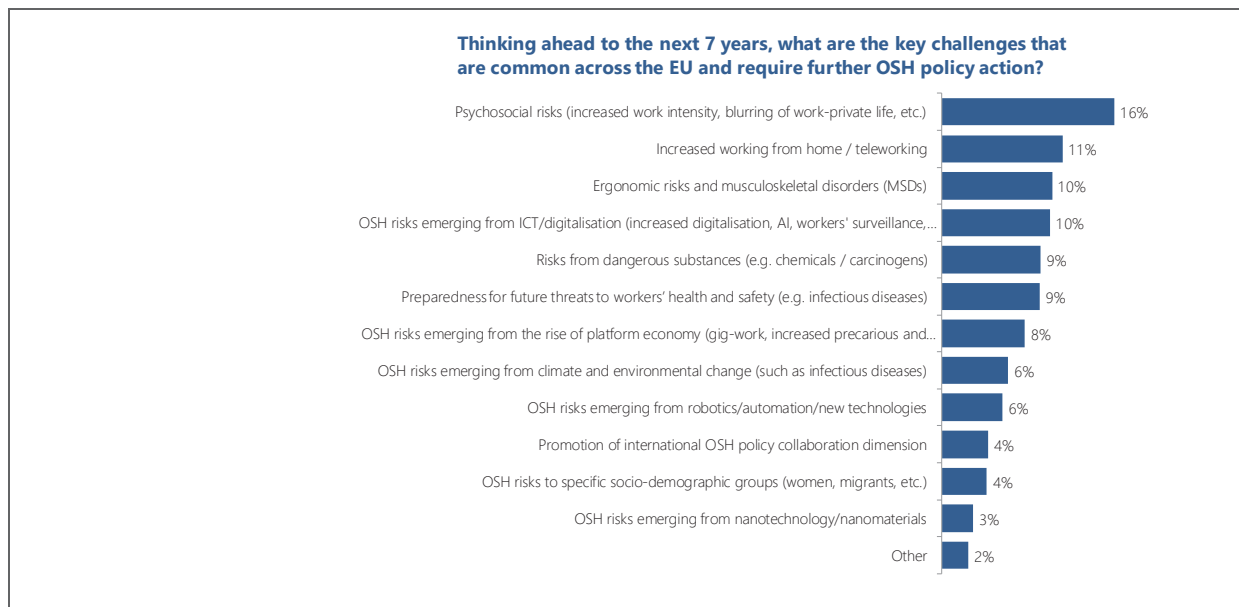 Thinking ahead to the next 7 years, what are the key challenges that
are common across the EU and require further OSH policy action?
Psychosocial risks (increased work intensity, blurring of work-private life, etc.) 16%
Increased working from home / teleworking 11%
Ergonomic risks and musculoskeletal disorders (MSDs) 10%
OSH risks emerging from ICT/digitalisation (increased digitalisation, AI, workers' surveillance,... 10%
Risks from dangerous substances (e.g. chemicals / carcinogens) 9%
Preparedness for future threats to workers’ health and safety (e.g. infectious diseases) 9%
OSH risks emerging from the rise of platform economy (gig-work, increased precarious and... 8%
OSH risks emerging from climate and environmental change (such as infectious diseases) 6%
OSH risks emerging from robotics/automation/new technologies 6%
Promotion of international OSH policy collaboration dimension 4%
OSH risks to specific socio-demographic groups (women, migrants, etc.) 4%
OSH risks emerging from nanotechnology/nanomaterials 3%
Other 2%